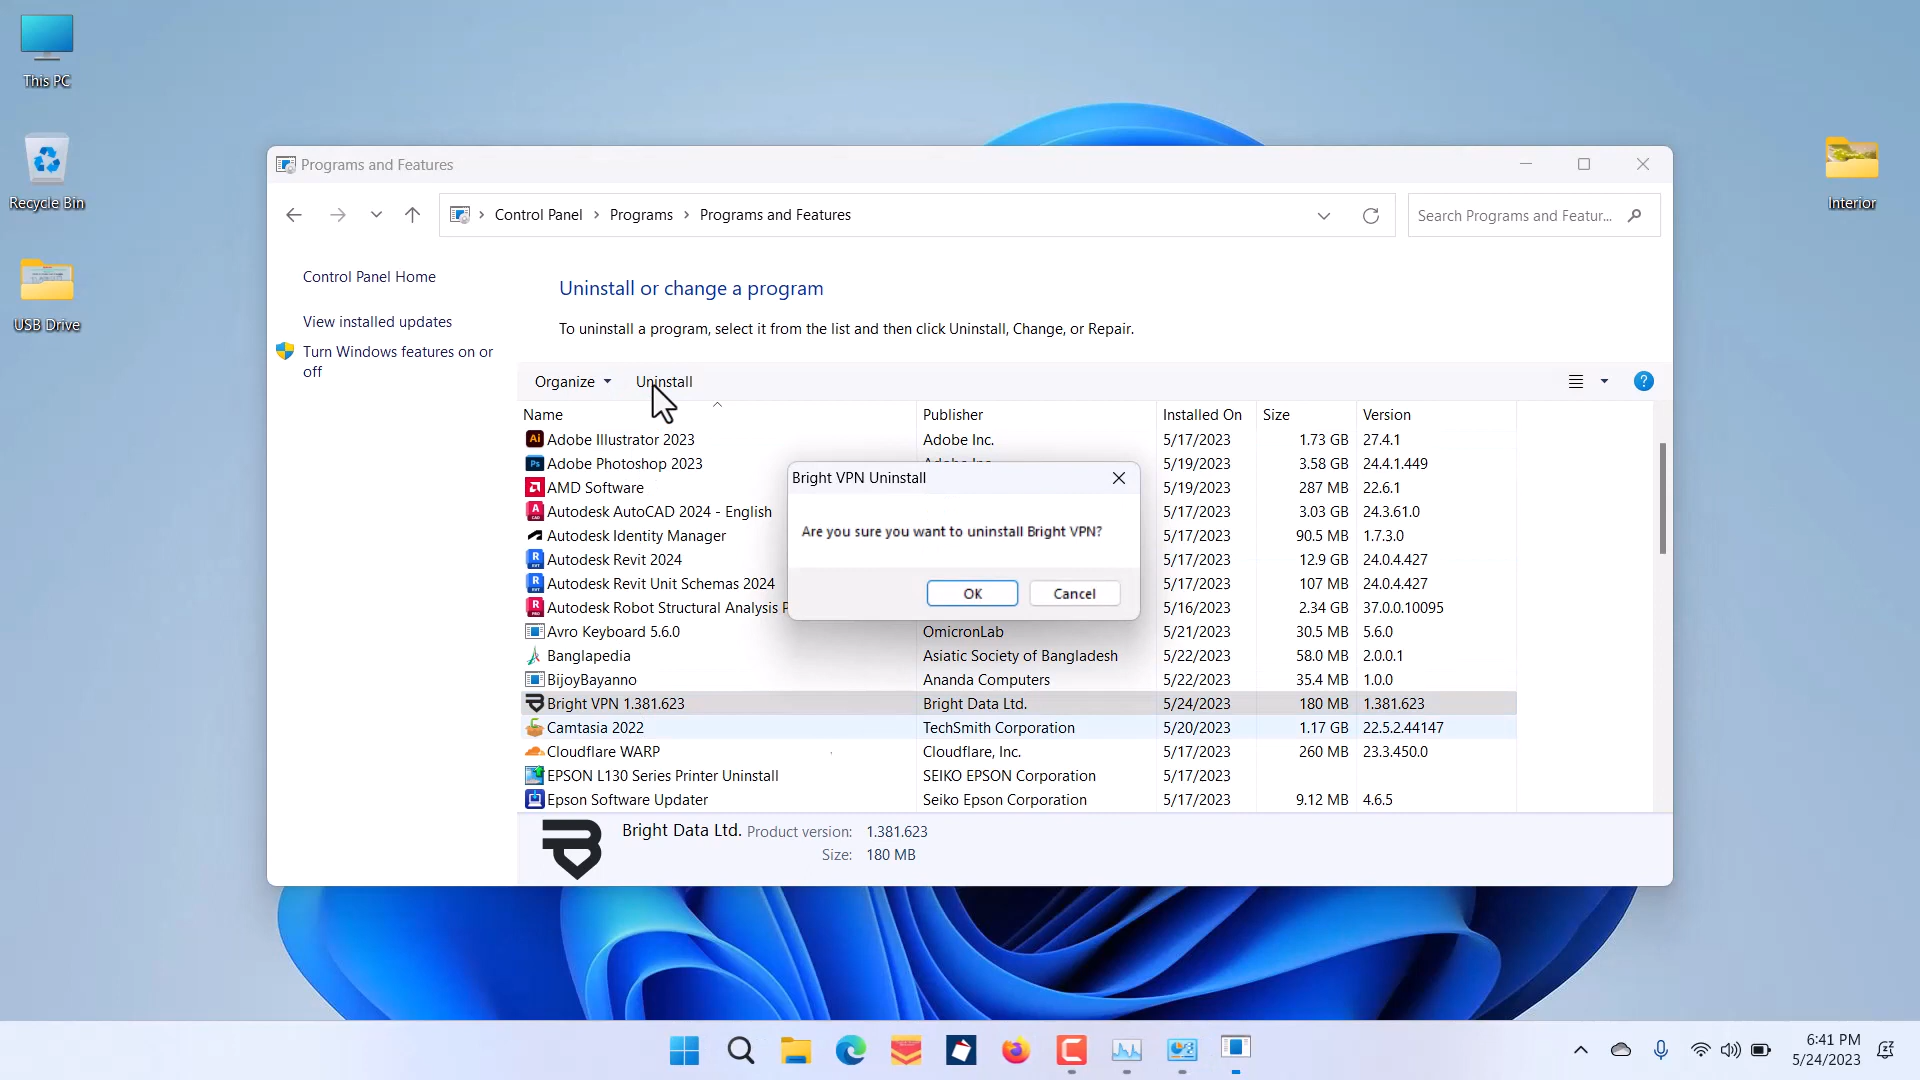 This PC
Recycle Bin
USB Drive
Interior
Programs and Features
Control Panel
Programs
Programs and Features
Search Programs and Featur...
Control Panel Home
View installed updates
Turn Windows features on or
off
Uninstall or change a program
To uninstall a program, select it from the list and then click Uninstall, Change, or Repair.
Organize
Uninstall
?
Name Publisher Installed On Size Version
Adobe Illustrator 2023 Adobe Inc. 5/17/2023 1.73 GB 27.4.1
Adobe Photoshop 2023 5/19/2023 3.58 GB 24.4.1.449
AMD Software 5/19/2023 287 MB 22.6.1
Autodesk AutoCAD 2024 - English 5/17/2023 3.03 GB 24.3.61.0
Autodesk Identity Manager 5/17/2023 90.5 MB 1.7.3.0
Autodesk Revit 2024 5/17/2023 12.9 GB 24.0.4.427
Autodesk Revit Unit Schemas 2024 5/17/2023 107 MB 24.0.4.427
Autodesk Robot Structural Analysis P 5/16/2023 2.34 GB 37.0.0.10095
Avro Keyboard 5.6.0 OmicronLab 5/21/2023 30.5 MB 5.6.0
Banglapedia Asiatic Society of Bangladesh 5/22/2023 58.0 MB 2.0.0.1
BijoyBayanno Ananda Computers 5/22/2023 35.4 MB 1.0.0
Bright VPN 1.381.623 Bright Data Ltd. 5/24/2023 180 MB 1.381.623
Camtasia 2022 TechSmith Corporation 5/20/2023 1.17 GB 22.5.2.44147
Cloudflare WARP Cloudflare, Inc. 5/17/2023 260 MB 23.3.450.0
EPSON L130 Series Printer Uninstall SEIKO EPSON Corporation 5/17/2023
Epson Software Updater Seiko Epson Corporation 5/17/2023 9.12 MB 4.6.5
Bright VPN Uninstall
Are you sure you want to uninstall Bright VPN?
OK Cancel
Bright Data Ltd. Product version: 1.381.623
Size: 180 MB
6:41 PM
5/24/2023